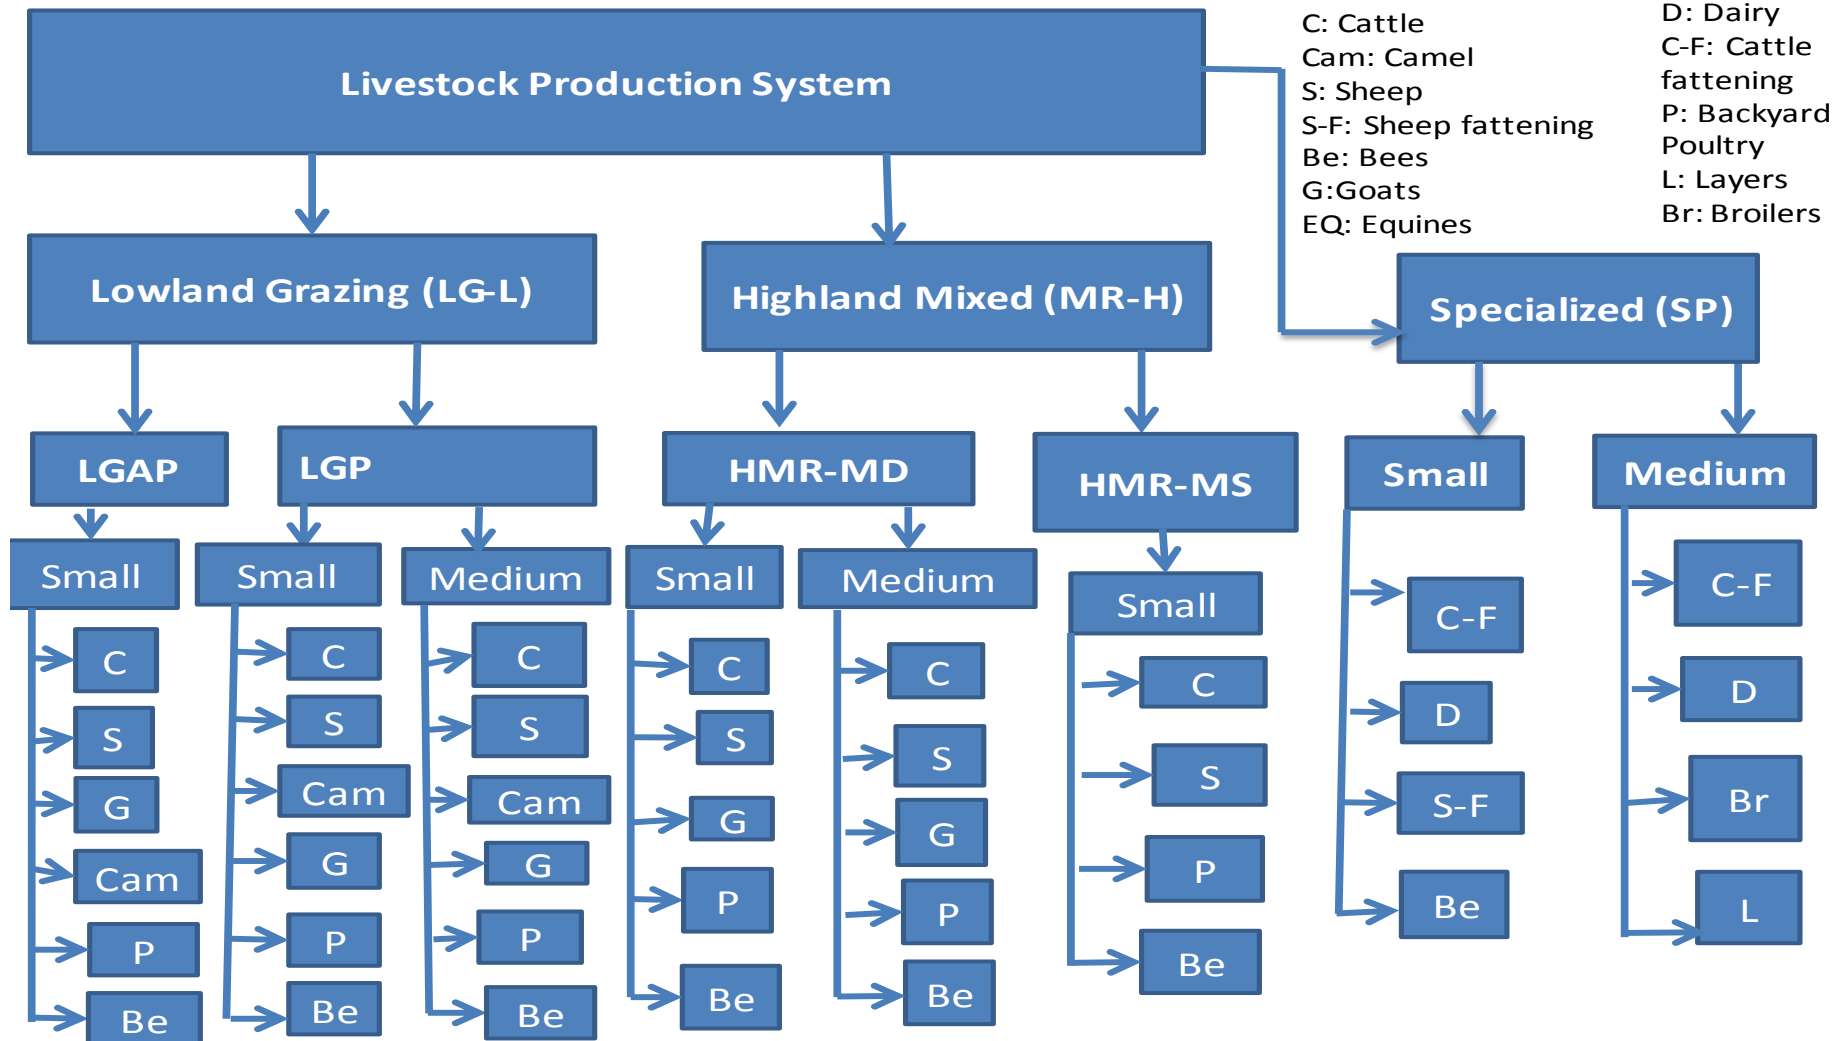 Livestock Production System
C: Cattle
Cam: Camel
S: Sheep
S-F: Sheep fattening
Be: Bees
G:Goats
EQ: Equines
D: Dairy
C-F: Cattle
fattening
P: Backyard
Poultry
L: Layers
Br: Broilers
Lowland Grazing (LG-L)
Highland Mixed (MR-H)
Specialized (SP)
LGAP
LGP
HMR-MD
HMR-MS
Small
Medium
Small
C
S
G
Cam
P
Be
Small
C
S
Cam
G
P
Be
Medium
C
S
Cam
G
P
Be
Small
C
S
G
P
Be
Medium
C
S
G
P
Be
Small
C
S
P
Be
C-F
D
S-F
Be
C-F
D
Br
L